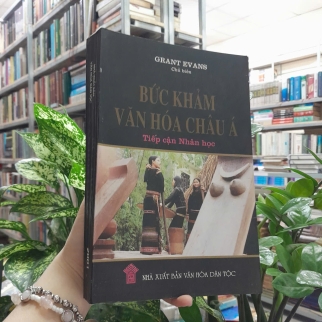 GRANT EVANS
Chủ biên
BỨC KHẢM
VĂN HÓA CHÂU Á
Tiếp cận Nhân học
NHÀ XUẤT BẢN VĂN HÓA DÂN TỘC